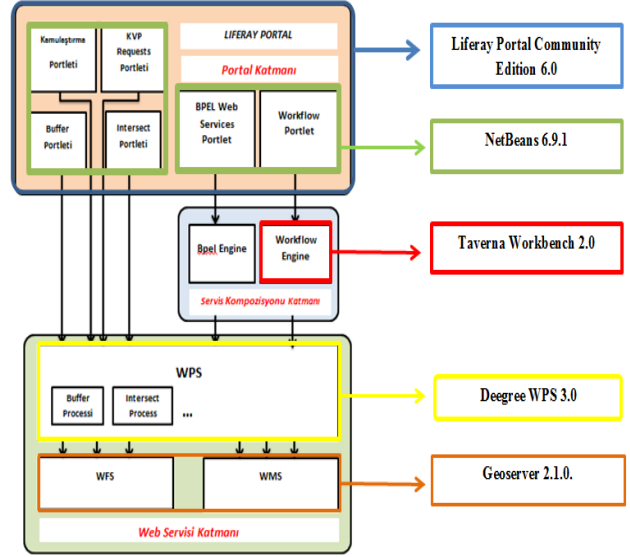 Kamulaştırma
Portleti
KVP
Requests
Portleti
LIFERAY PORTAL
Portal Katmanı
Buffer
Portleti
Intersect
Portleti
BPEL Web
Services
Portlet
Workflow
Portlet
Liferay Portal Community
Edition 6.0
NetBeans 6.9.1
Bpel Engine
Workflow
Engine
Servis Kompozisyonu Katmanı
Taverna Workbench 2.0
WPS
Buffer
Processi
Intersect
Process
...
Deegree WPS 3.0
WFS
WMS
Geoserver 2.1.0.
Web Servisi Katmanı